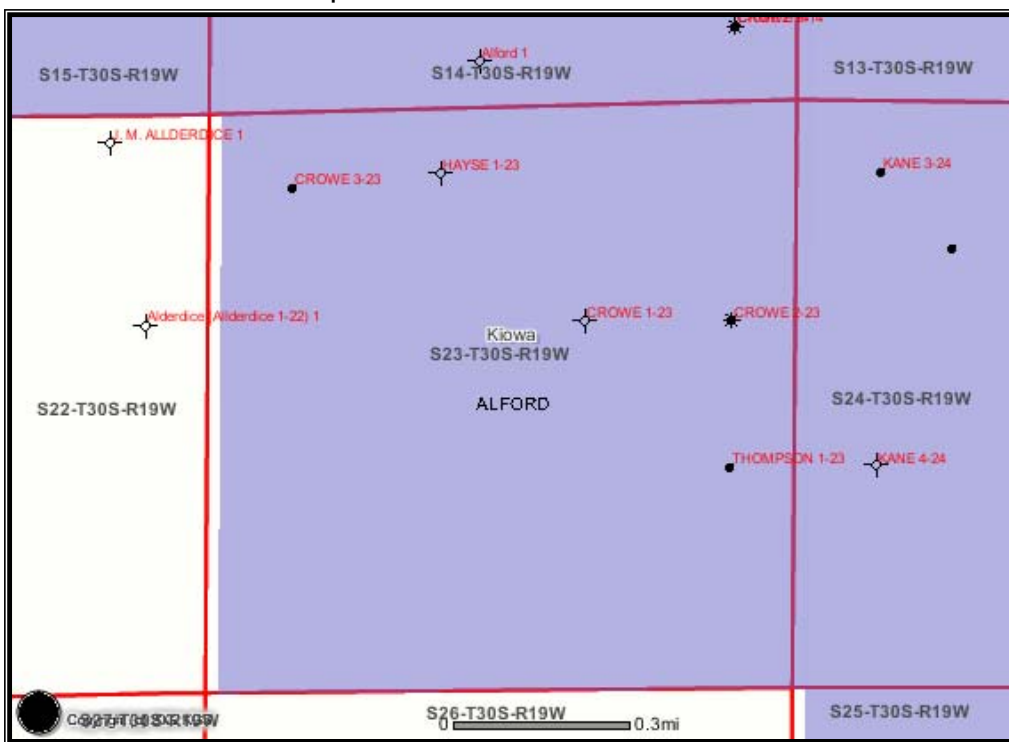 Alford 1
S15-T30S-R19W
S14-T30S-R19W
S13-T30S-R19W
J. M. ALLDERDICE 1
HAYSE 1-23
KANE 3-24
CROWE 3-23
Alderdice (Allderdice 1-22) 1
CROWE 1-23
CROWE 2-23
Kiowa
S23-T30S-R19W
S22-T30S-R19W
ALFORD
S24-T30S-R19W
THOMPSON 1-23
KANE 4-24
S27-T30S-R19W
S26-T30S-R19W
S25-T30S-R19W
0
0.3mi